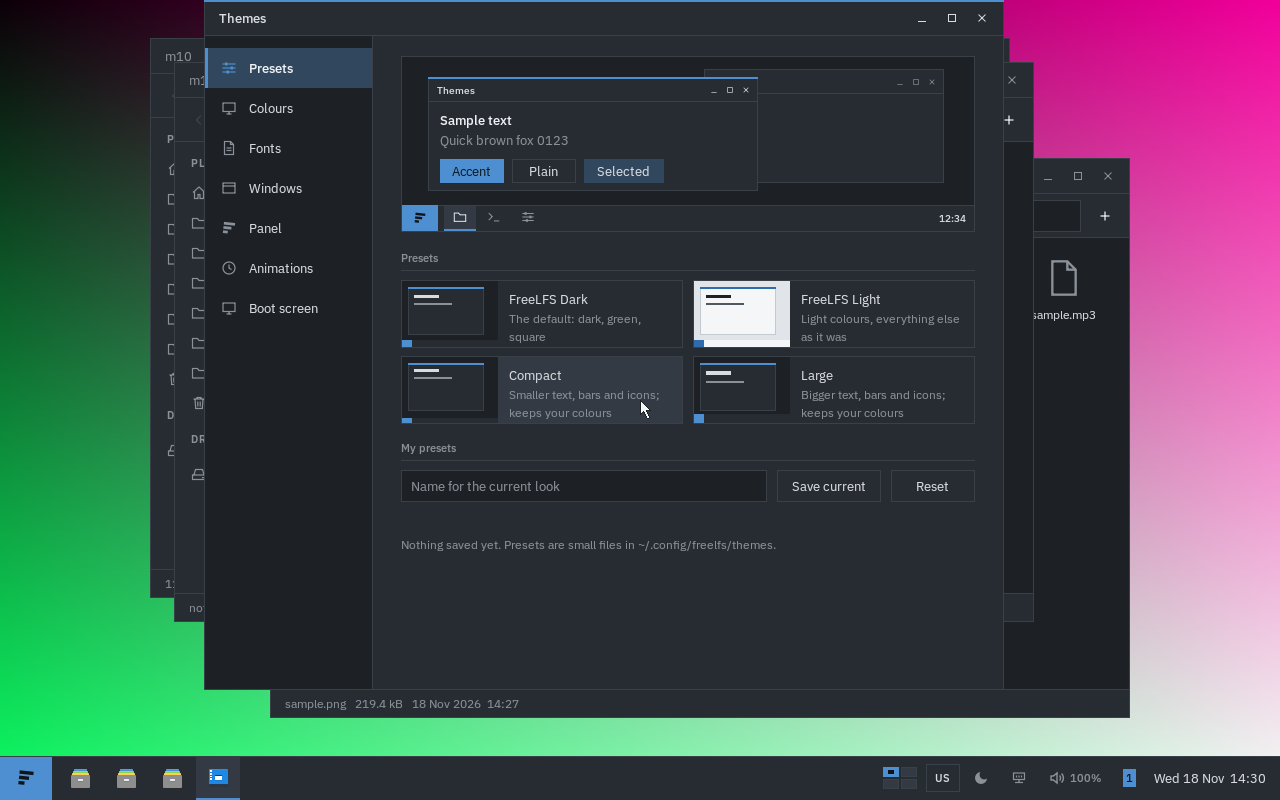 Themes
m10
m1
Presets
Colours
Fonts
Windows
Panel
Animations
Boot screen
Themes
Sample text
Quick brown fox 0123
Accent
Plain
Selected
12:34
Presets
FreeLFS Dark
The default: dark, green,
square
FreeLFS Light
Light colours, everything else
as it was
Compact
Smaller text, bars and icons;
keeps your colours
Large
Bigger text, bars and icons;
keeps your colours
My presets
Name for the current look
Save current
Reset
Nothing saved yet. Presets are small files in ~/.config/freelfs/themes.
P
PL
D
DR
sample.mp3
no
sample.png 219.4 kB 18 Nov 2026 14:27
US
100%
1
Wed 18 Nov 14:30